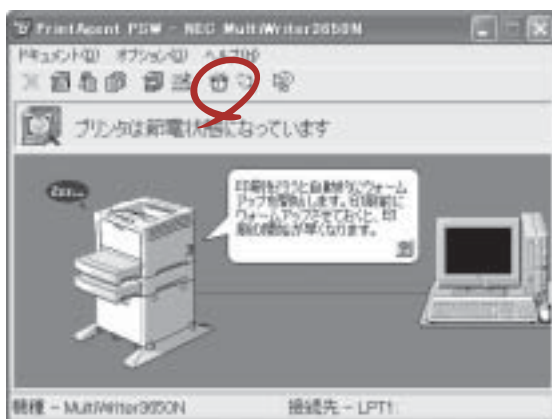 PrintAgent PSW - NEC MultiWriter3650N
ドキュメント(D) オプション(O) ヘルプ(H)
プリンタは節電状態になっています
Zzz...
印刷を行うと自動的にウォーム
アップを開始します。印刷前に
ウォームアップさせておくと、印
刷の開始が早くなります。
機種 - MultiWriter3650N 接続先 - LPT1: